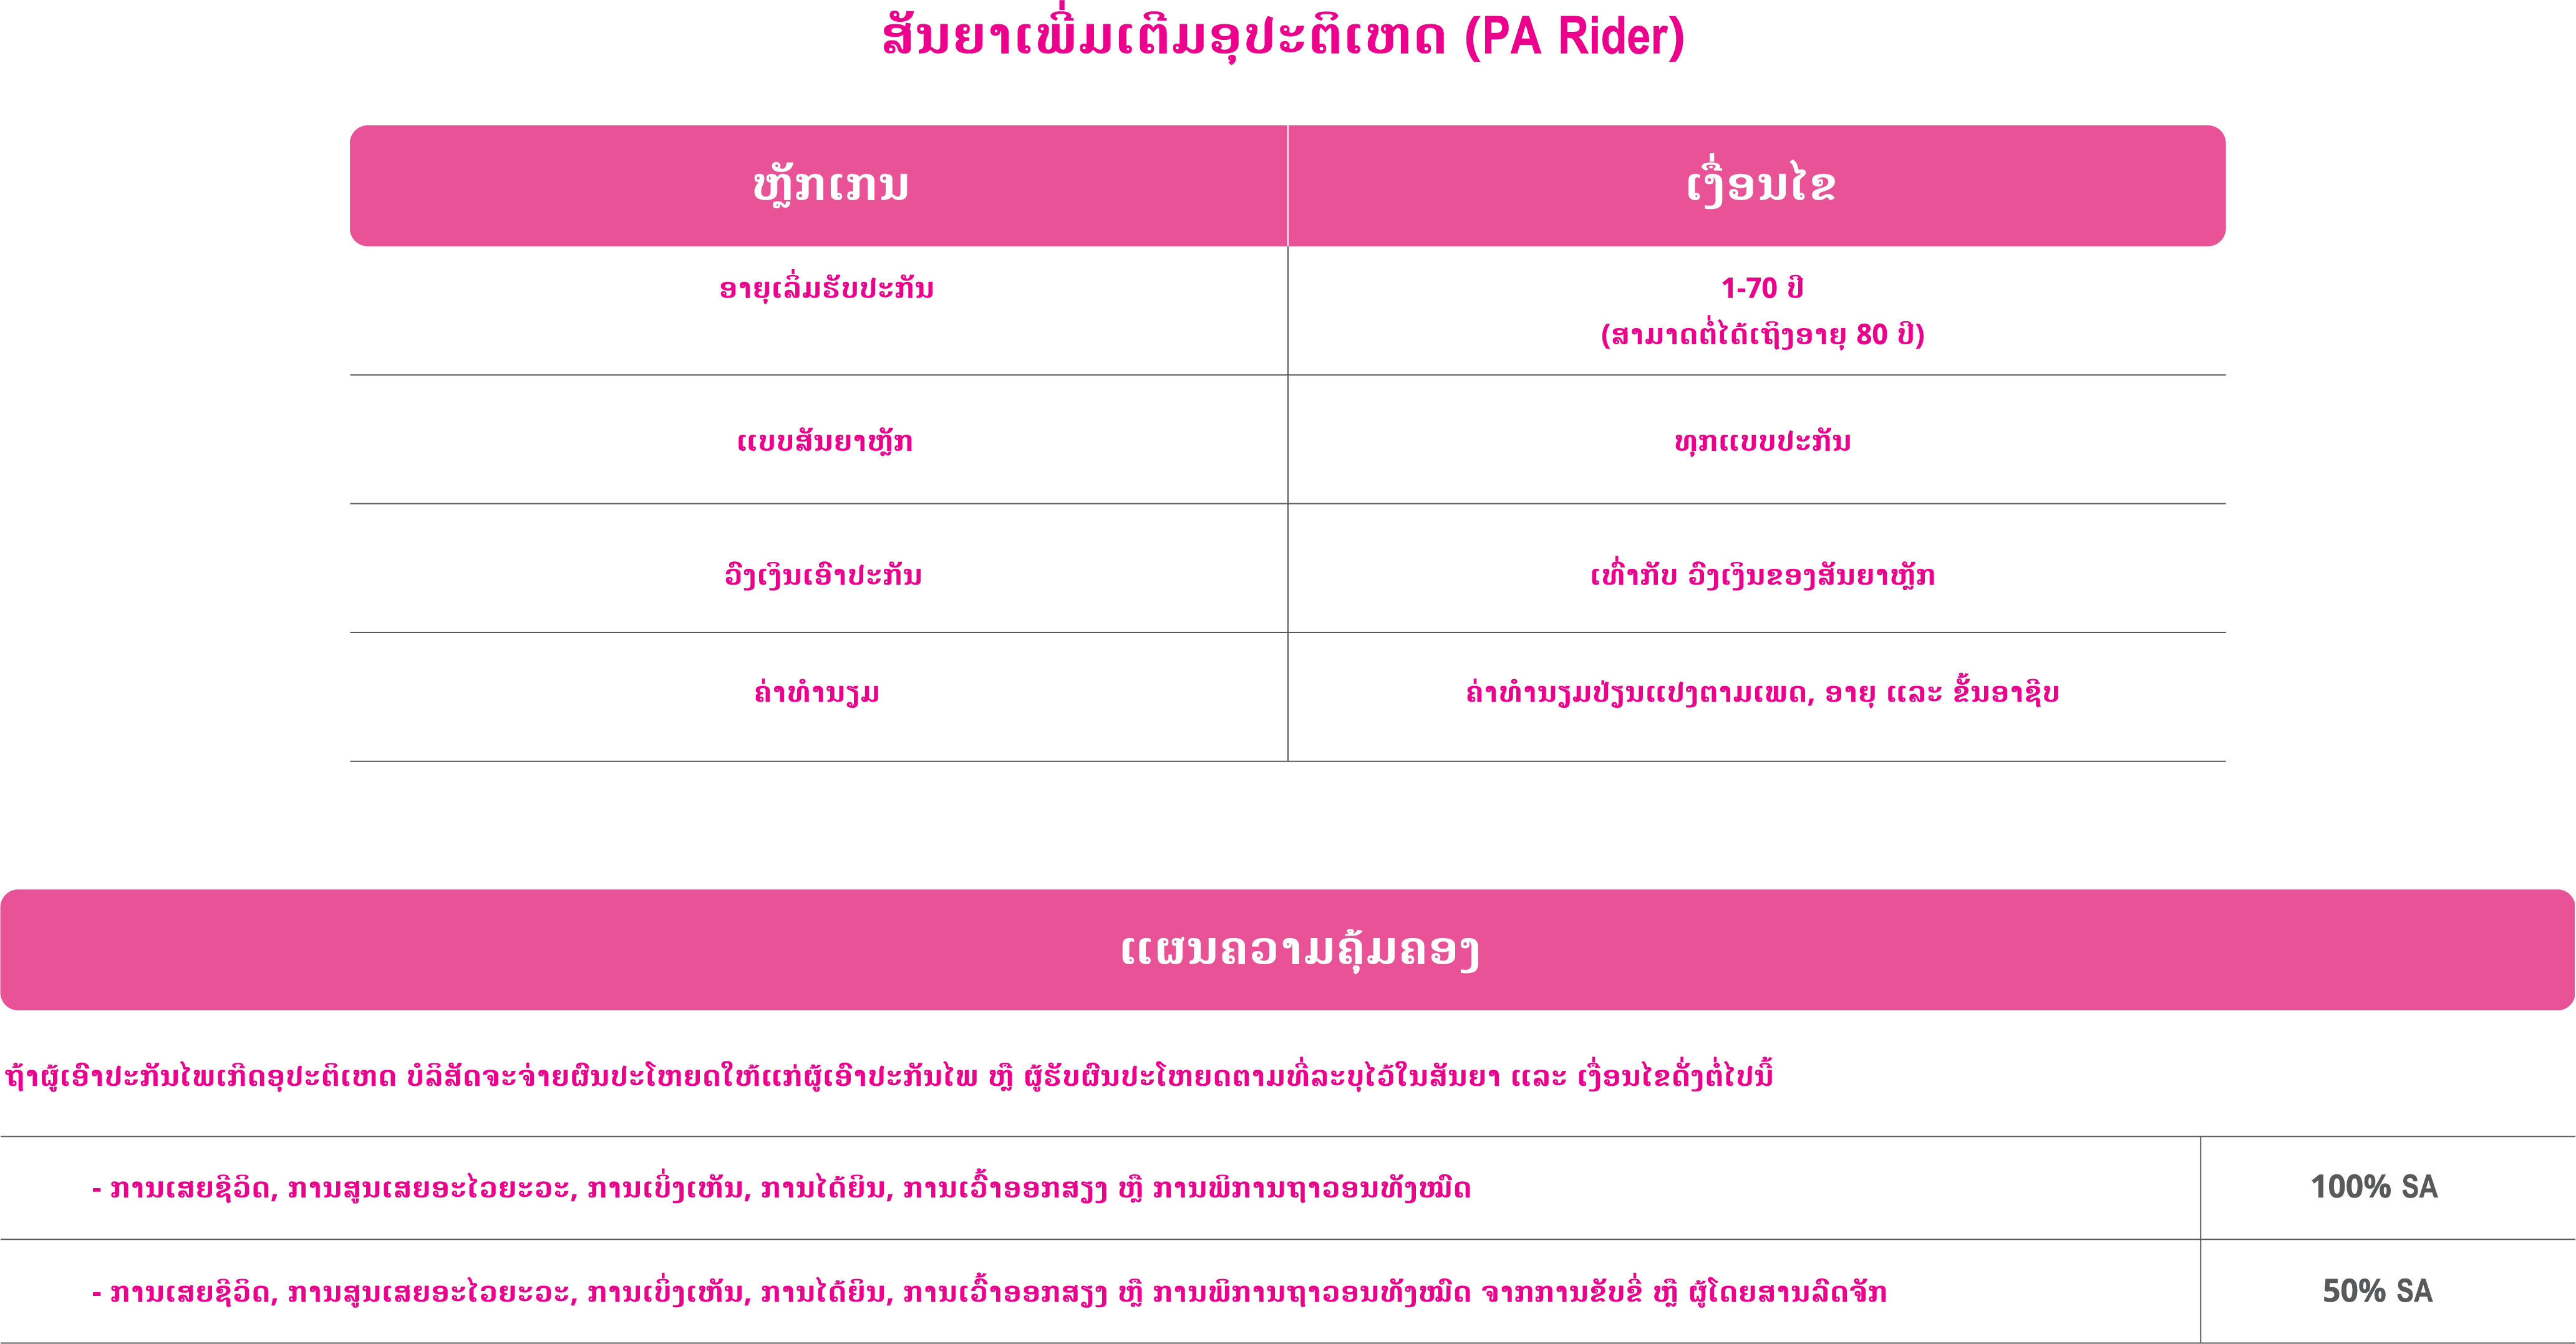 ສັນຍາເພີ່ມເຕີມອຸປະຕິເຫດ (PA Rider)
ຫຼັກເກນ
ເງື່ອນໄຂ
ອາຍຸເລີ່ມຮັບປະກັນ
1-70 ປີ
(ສາມາດຕໍ່ໄດ້ເຖິງອາຍຸ 80 ປີ)
ແບບສັນຍາຫຼັກ
ທຸກແບບປະກັນ
ວົງເງິນເອົາປະກັນ
ເທົ່າກັບ ວົງເງິນຂອງສັນຍາຫຼັກ
ຄ່າທຳນຽມ
ຄ່າທຳນຽມປ່ຽນແປງຕາມເພດ, ອາຍຸ ແລະ ຂັ້ນອາຊີບ
ແຜນຄວາມຄຸ້ມຄອງ
ຖ້າຜູ້ເອົາປະກັນໄພເກີດອຸປະຕິເຫດ ບໍລິສັດຈະຈ່າຍຜົນປະໂຫຍດໃຫ້ແກ່ຜູ້ເອົາປະກັນໄພ ຫຼື ຜູ້ຮັບຜົນປະໂຫຍດຕາມທີ່ລະບຸໄວ້ໃນສັນຍາ ແລະ ເງື່ອນໄຂດັ່ງຕໍ່ໄປນີ້
- ການເສຍຊີວິດ, ການສູນເສຍອະໄວຍະວະ, ການເບິ່ງເຫັນ, ການໄດ້ຍິນ, ການເວົ້າອອກສຽງ ຫຼື ການພິການຖາວອນທັງໝົດ
100% SA
- ການເສຍຊີວິດ, ການສູນເສຍອະໄວຍະວະ, ການເບິ່ງເຫັນ, ການໄດ້ຍິນ, ການເວົ້າອອກສຽງ ຫຼື ການພິການຖາວອນທັງໝົດ ຈາກການຂັບຂີ່ ຫຼື ຜູ້ໂດຍສານລົດຈັກ
50% SA